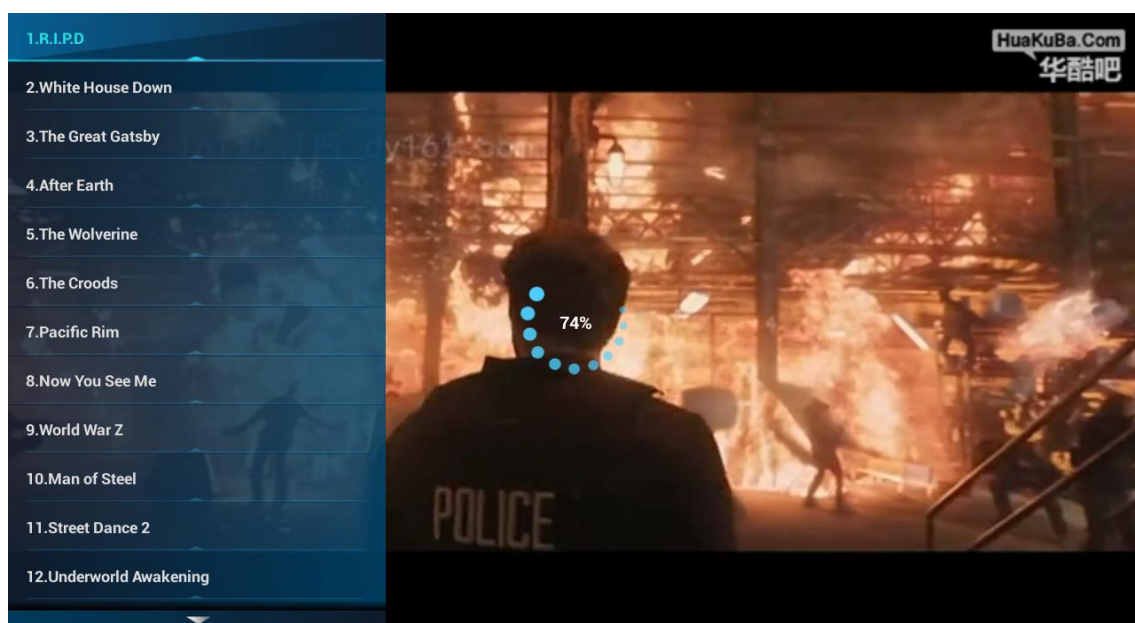 1.R.I.P.D
2.White House Down
3.The Great Gatsby
4.After Earth
5.The Wolverine
6.The Croods
7.Pacific Rim
8.Now You See Me
9.World War Z
10.Man of Steel
11.Street Dance 2
12.Underworld Awakening
HuaKuBa.Com
华酷吧
74%
POLICE